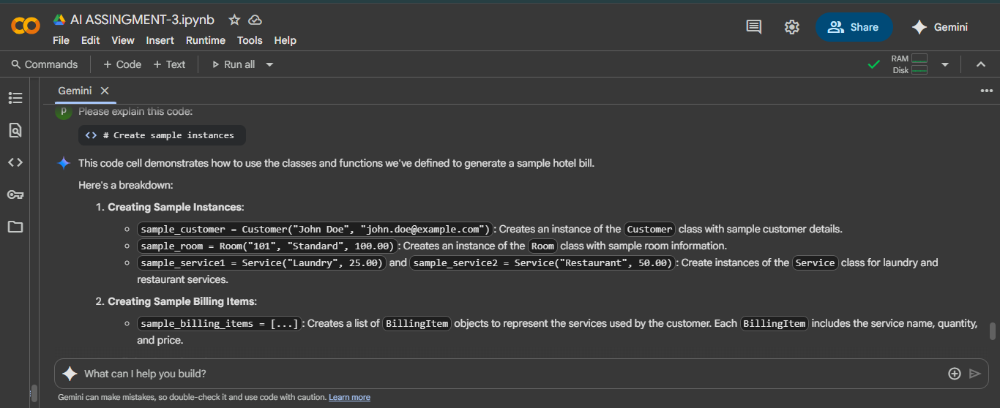 AI ASSINGMENT-3.ipynb
File Edit View Insert Runtime Tools Help
Share
Gemini
Commands + Code + Text Run all
RAM
Disk
Gemini
P Please explain this code:
<> # Create sample instances
This code cell demonstrates how to use the classes and functions we've defined to generate a sample hotel bill.
Here's a breakdown:
1. Creating Sample Instances:
sample_customer = Customer("John Doe", "john.doe@example.com"): Creates an instance of the Customer class with sample customer details.
sample_room = Room("101", "Standard", 100.00): Creates an instance of the Room class with sample room information.
sample_service1 = Service("Laundry", 25.00) and sample_service2 = Service("Restaurant", 50.00): Create instances of the Service class for laundry and
restaurant services.
2. Creating Sample Billing Items:
sample_billing_items = [...]: Creates a list of BillingItem objects to represent the services used by the customer. Each BillingItem includes the service name, quantity,
and price.
What can I help you build?
Gemini can make mistakes, so double-check it and use code with caution. Learn more